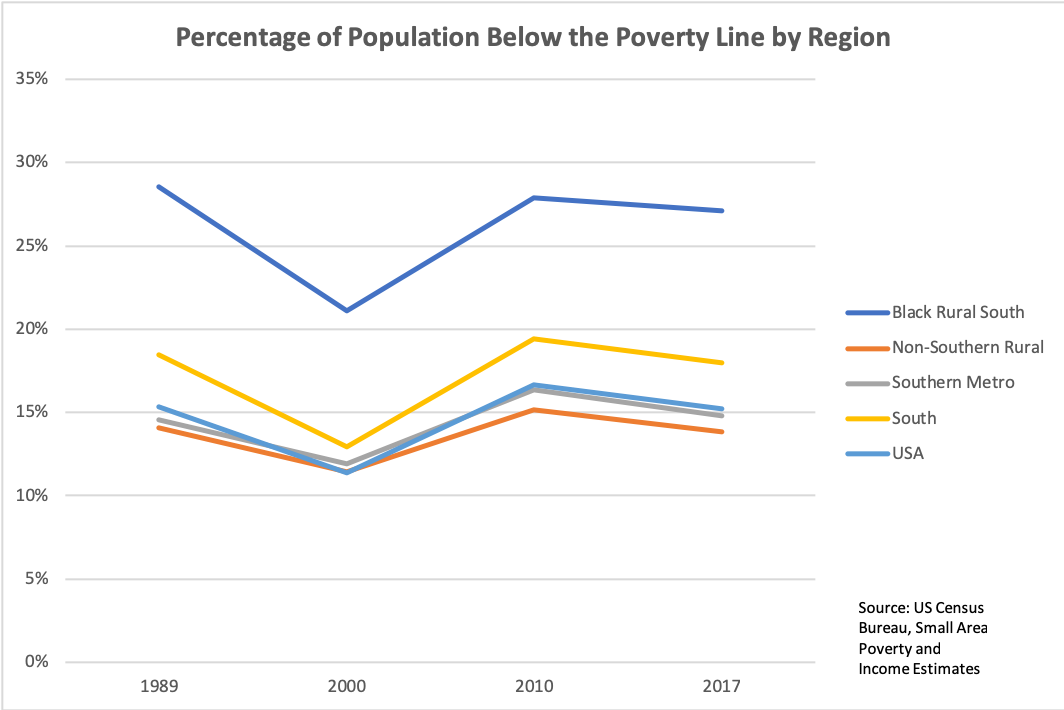 Percentage of Population Below the Poverty Line by Region
35%
30%
25%
20%
15%
10%
5%
0%
1989 2000 2010 2017
Black Rural South
Non-Southern Rural
Southern Metro
South
USA
Source: US Census
Bureau, Small Area
Poverty and
Income Estimates